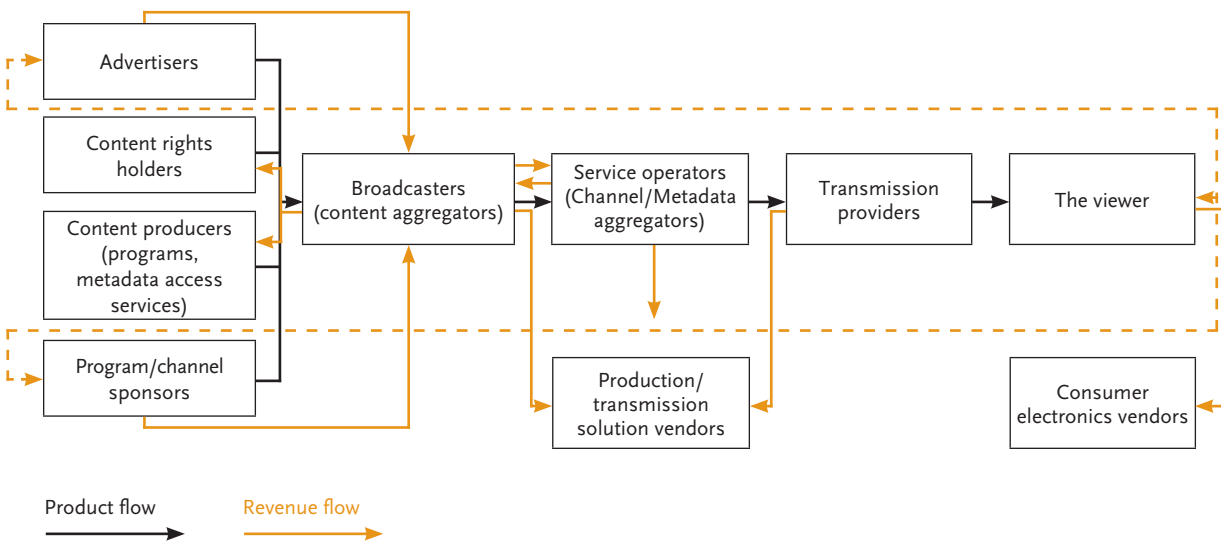 Advertisers
Content rights
holders
Content producers
(programs,
metadata access
services)
Program/channel
sponsors
Broadcasters
(content aggregators)
Service operators
(Channel/Metadata
aggregators)
Transmission
providers
The viewer
Production/
transmission
solution vendors
Consumer
electronics vendors
Product flow
Revenue flow